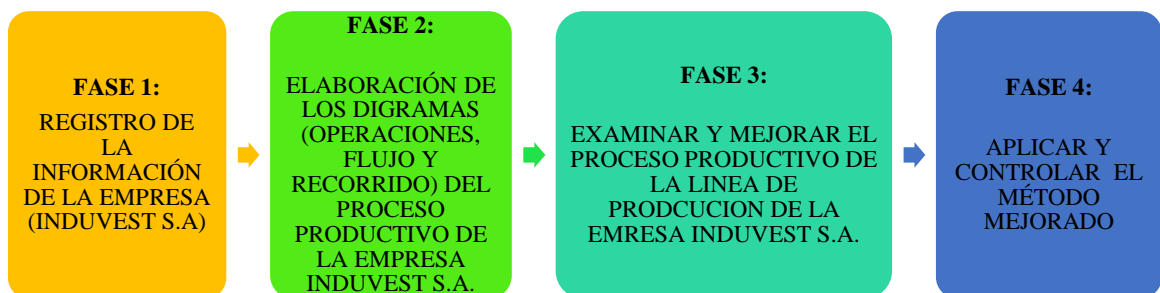 FASE 1:
REGISTRO DE
LA
INFORMACIÓN
DE LA EMPRESA
(INDUVEST S.A)
FASE 2:
ELABORACIÓN DE
LOS DIGRAMAS
(OPERACIONES,
FLUJO Y
RECORRIDO) DEL
PROCESO
PRODUCTIVO DE
LA EMPRESA
INDUVEST S.A.
FASE 3:
EXAMINAR Y MEJORAR EL
PROCESO PRODUCTIVO DE
LA LINEA DE
PRODCUCION DE LA
EMRESA INDUVEST S.A.
FASE 4:
APLICAR Y
CONTROLAR EL
MÉTODO
MEJORADO